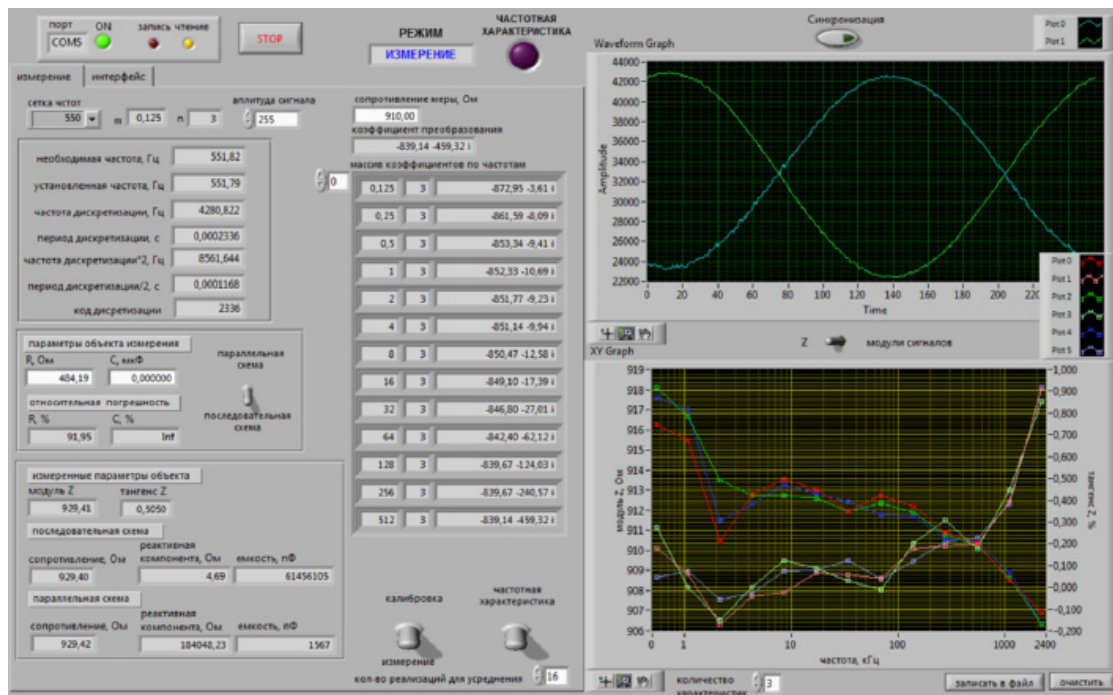 порт ON запись чтение
COM5
STOP
РЕЖИМ
ИЗМЕРЕНИЕ
ЧАСТОТНАЯ
ХАРАКТЕРИСТИКА
измерение интерфейс
сетка чстот
550 m 0,125 n 3
аплитуда сигнала
255
необходимая частота, Гц 551,82
установленная частота, Гц 551,79
частота дискретизации, Гц 4280,822
период дискретизации, с 0,0002336
частота дискретизации*2, Гц 8561,644
период дискретизации/2, с 0,0001168
код дисретизации 2336
параметры объекта измерения
R, Ом C, мкФ
484,19 0,000000
относительная погрешность
R, % C, %
91,95 Inf
параллельная
схема
последовательная
схема
измеренные параметры объекта
модуль Z тангенс Z
929,41 0,5050
последовательная схема
сопротивление, Ом реактивная компонента, Ом емкость, пФ
929,40 4,69 61456105
параллельная схема
сопротивление, Ом реактивная компонента, Ом емкость, пФ
929,42 184048,23 1567
сопротивление меры, Ом
910,00
коэффициент преобразования
-839,14 -459,32 i
массив коэффициентов по частотам
0
0,125 3 -872,95 -3,61 i
0,25 3 -861,59 -8,09 i
0,5 3 -853,34 -9,41 i
1 3 -852,33 -10,69 i
2 3 -851,77 -9,23 i
4 3 -851,14 -9,94 i
8 3 -850,47 -12,58 i
16 3 -849,10 -17,39 i
32 3 -846,80 -27,01 i
64 3 -842,40 -62,12 i
128 3 -839,67 -124,03 i
256 3 -839,67 -240,57 i
512 3 -839,14 -459,32 i
калибровка
измерение
частотная
характеристика
кол-во реализаций для усреднения 16
Синхронизация
Waveform Graph
Plot 0
Plot 1
Amplitude
44000
42000
40000
38000
36000
34000
32000
30000
28000
26000
24000
22000
0 20 40 60 80 100 120 140 160 180 200 220
Time
Z модули сигналов
Plot 0
Plot 1
Plot 2
Plot 3
Plot 4
Plot 5
XY Graph
модуль Z, Ом
919
918
917
916
915
914
913
912
911
910
909
908
907
906
тангенс Z, %
1,000
0,900
0,800
0,700
0,600
0,500
0,400
0,300
0,200
0,100
0,000
-0,100
-0,200
0 1 10 100 1000 2400
частота, кГц
количество
характеристик 3
записать в файл очистить